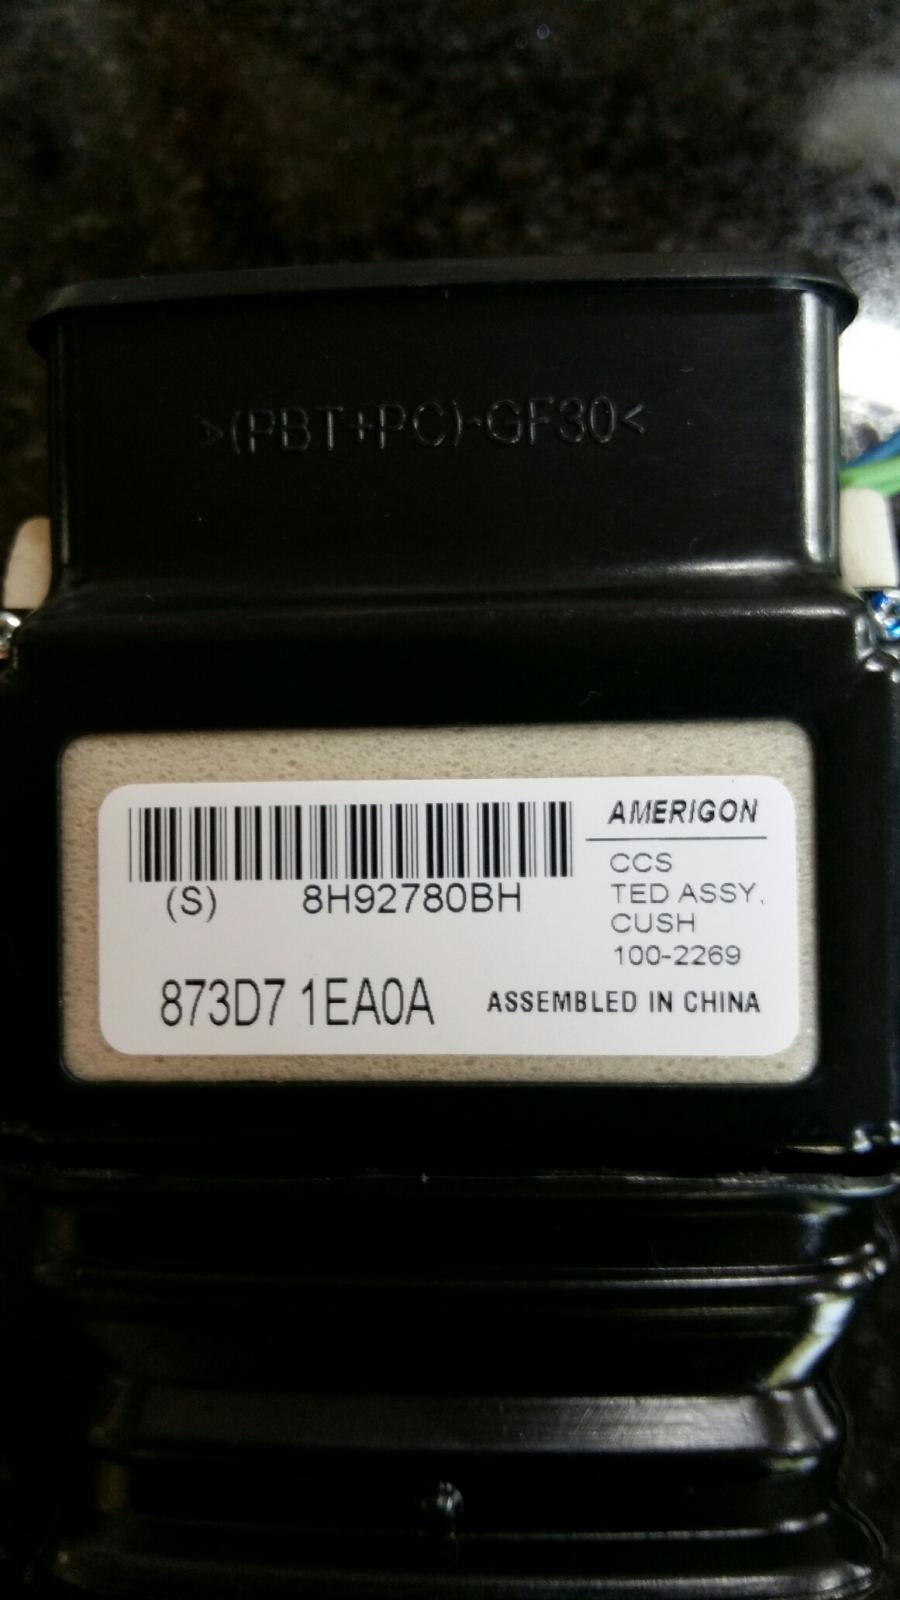 >(PBT+PC)-GF30<
AMERIGON
CCS
TED ASSY,
CUSH
100-2269
(S) 8H92780BH
873D7 1EA0A
ASSEMBLED IN CHINA